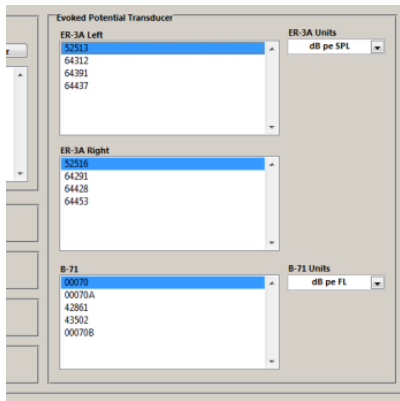 Evoked Potential Transducer
ER-3A Left
52513
64312
64391
64437
ER-3A Units
dB pe SPL
ER-3A Right
52516
64291
64428
64453
B-71
00070
00070A
42861
43502
00070B
B-71 Units
dB pe FL
r